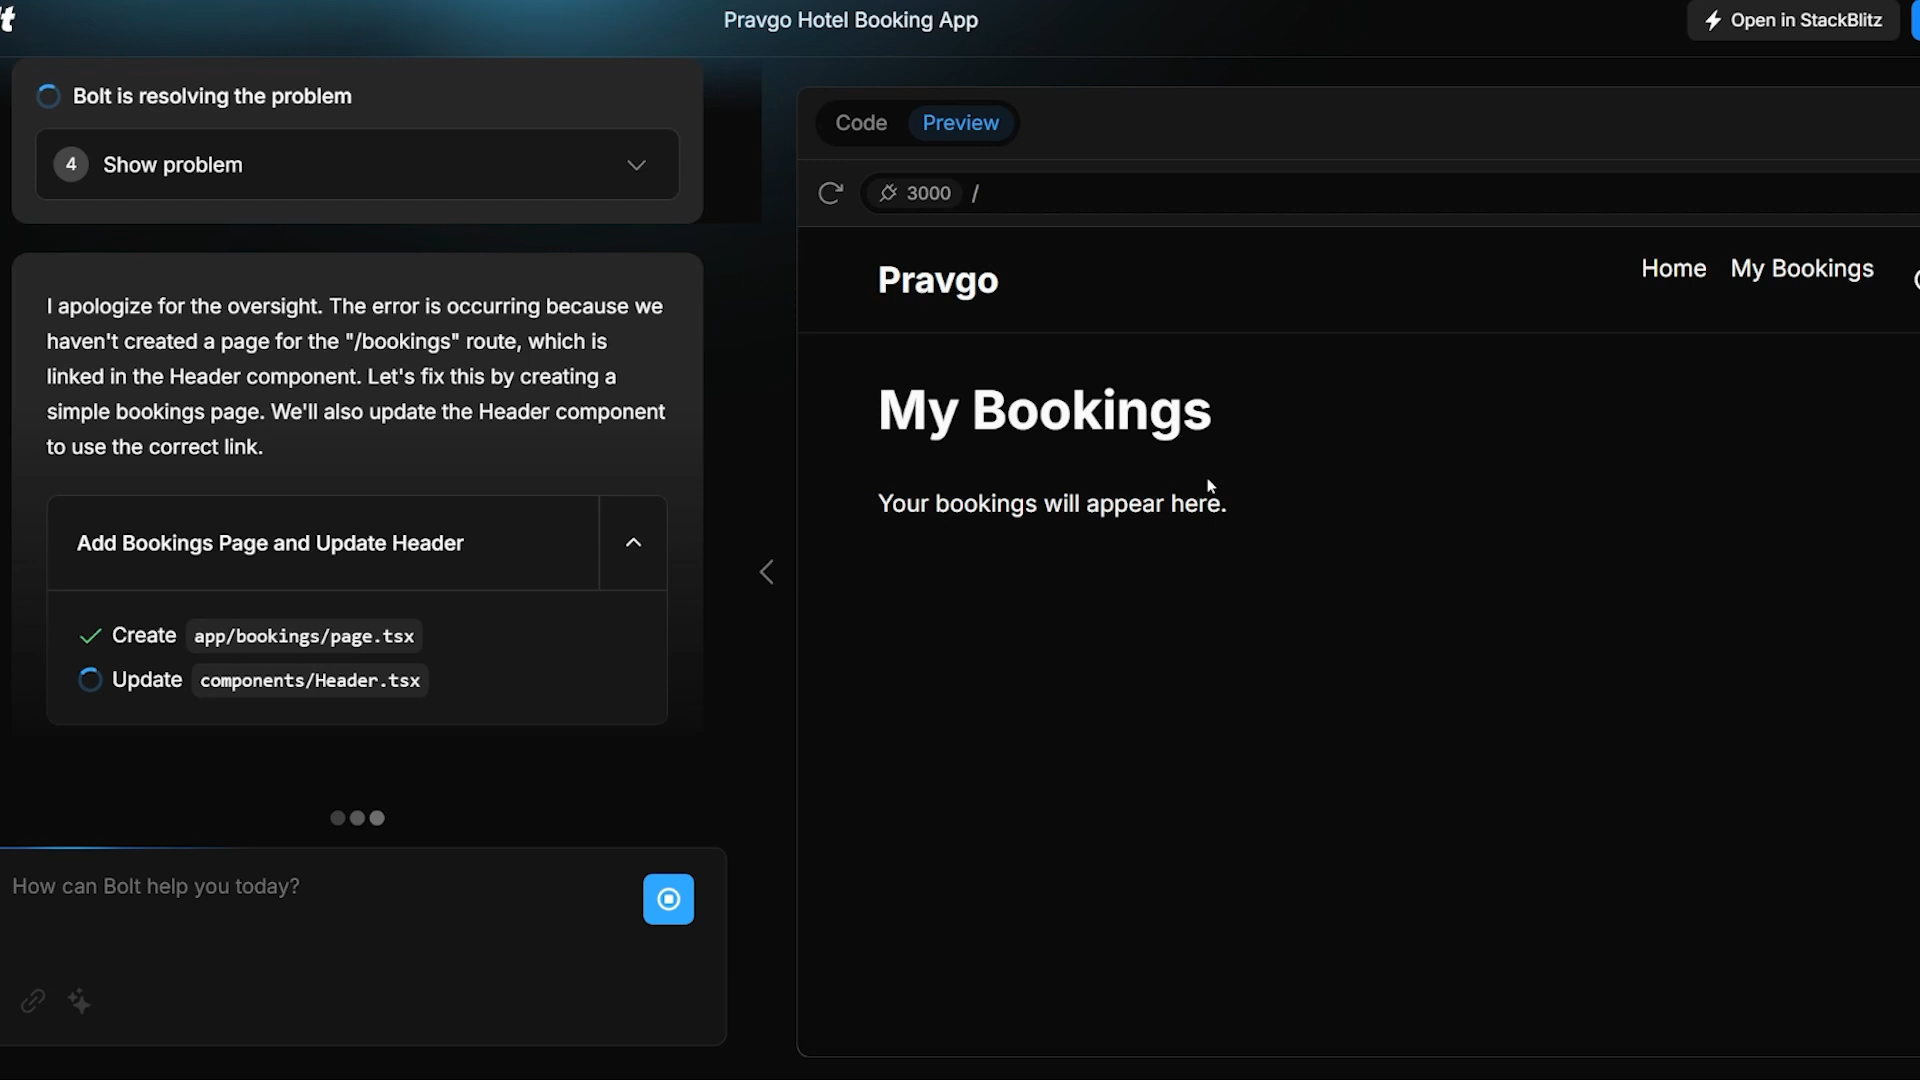 Pravgo Hotel Booking App
Open in StackBlitz
Bolt is resolving the problem
4 Show problem
I apologize for the oversight. The error is occurring because we
haven't created a page for the "/bookings" route, which is
linked in the Header component. Let's fix this by creating a
simple bookings page. We'll also update the Header component
to use the correct link.
Add Bookings Page and Update Header
Create app/bookings/page.tsx
Update components/Header.tsx
How can Bolt help you today?
Code Preview
3000 /
Pravgo
Home My Bookings
My Bookings
Your bookings will appear here.